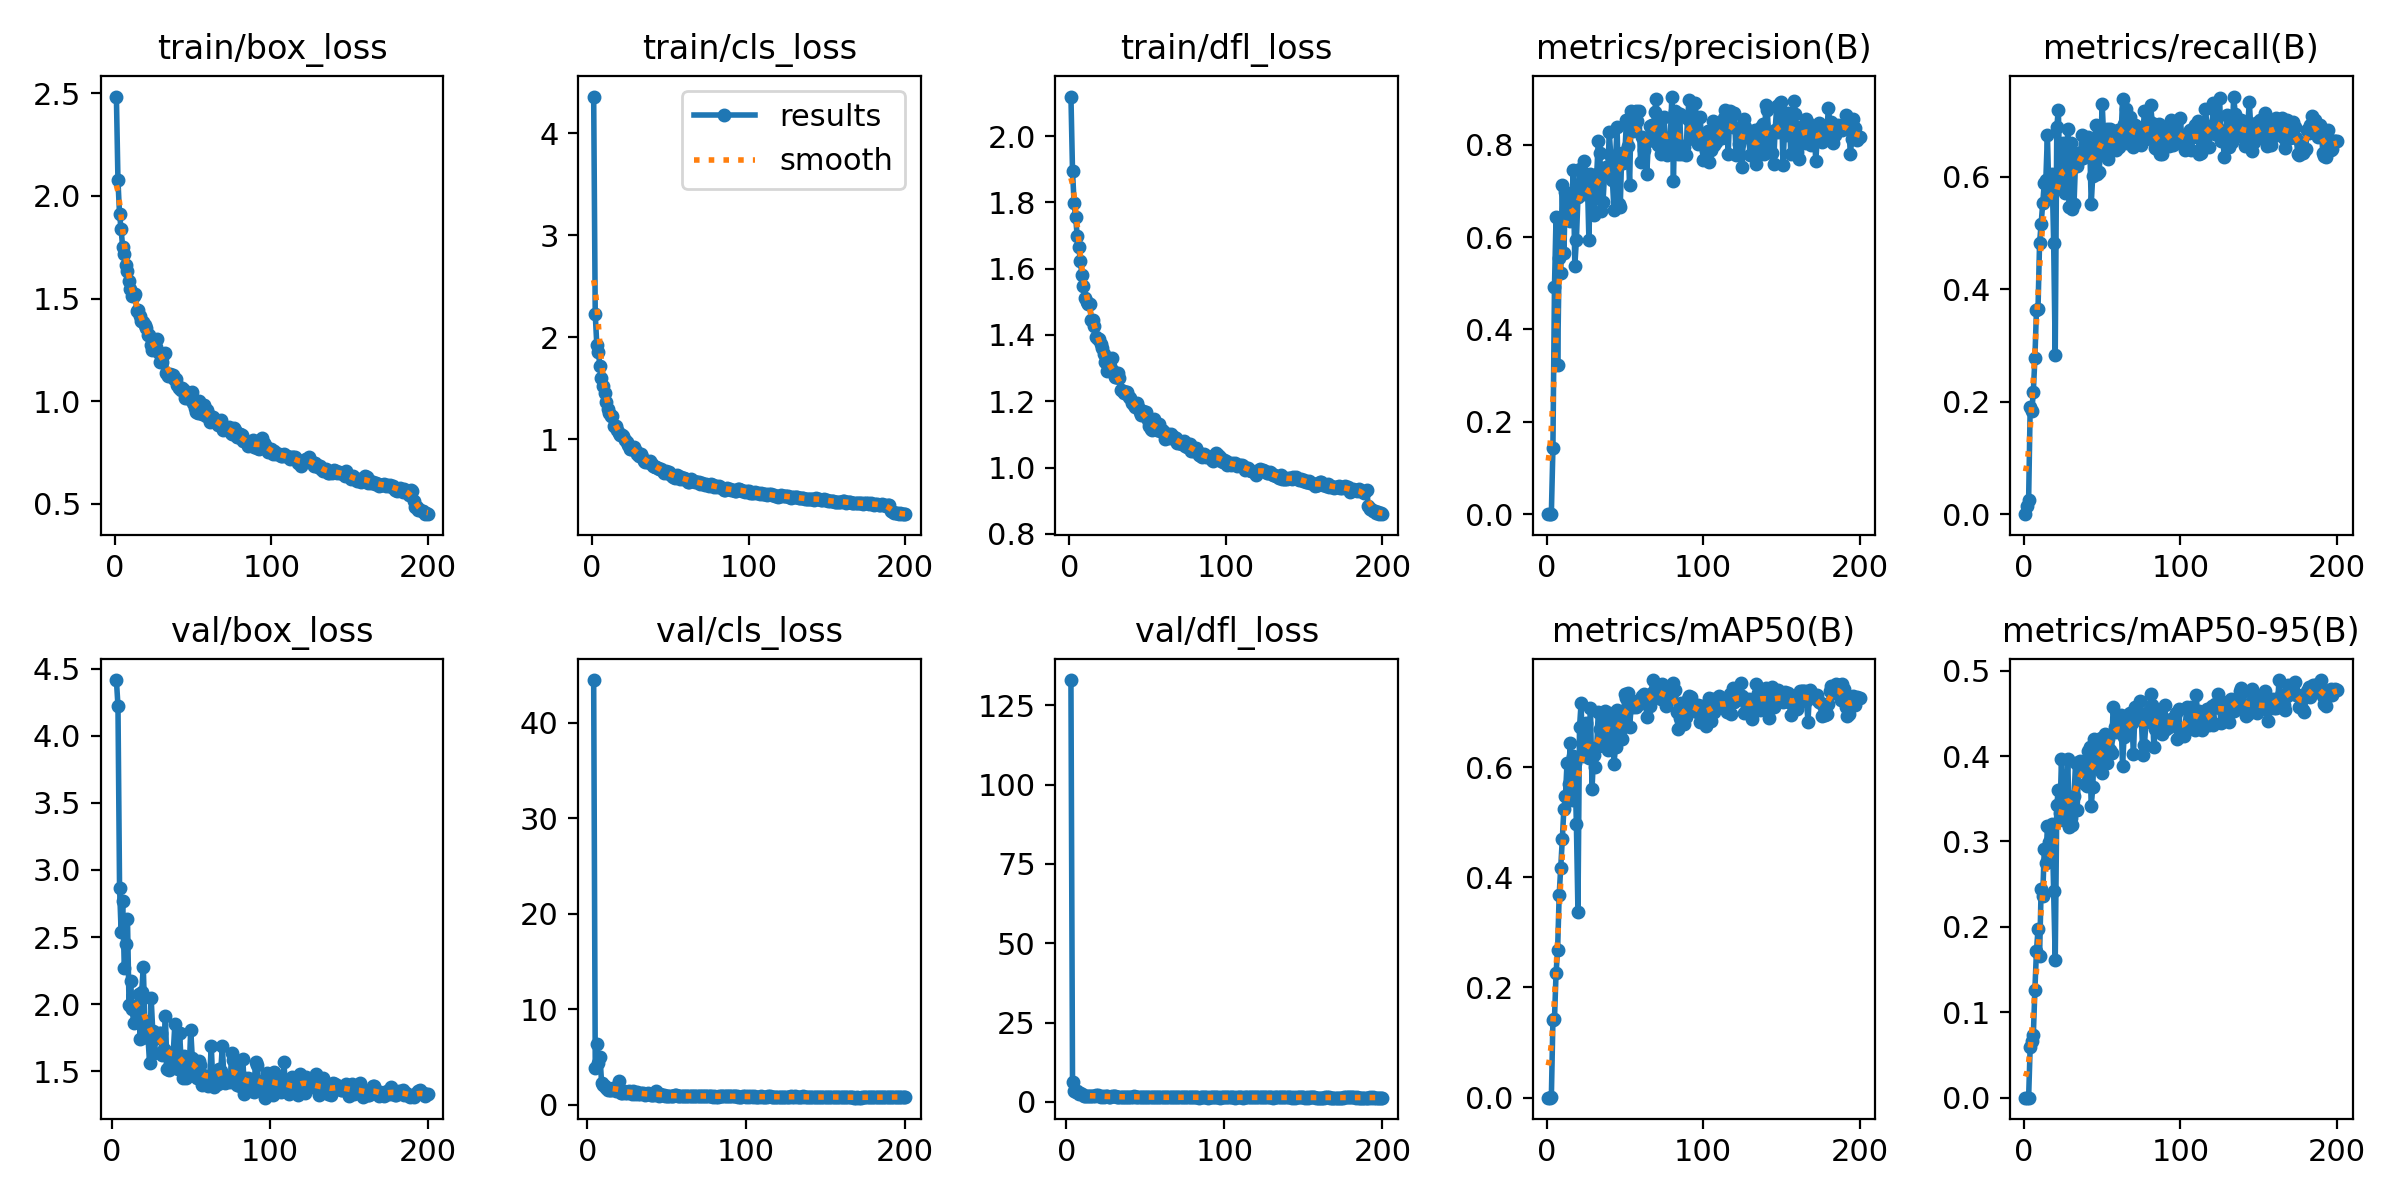 train/box_loss
2.5
2.0
1.5
1.0
0.5
0 100 200
train/cls_loss
results
smooth
4
3
2
1
0 100 200
train/dfl_loss
2.0
1.8
1.6
1.4
1.2
1.0
0.8
0 100 200
metrics/precision(B)
0.8
0.6
0.4
0.2
0.0
0 100 200
metrics/recall(B)
0.6
0.4
0.2
0.0
0 100 200
val/box_loss
4.5
4.0
3.5
3.0
2.5
2.0
1.5
0 100 200
val/cls_loss
40
30
20
10
0
0 100 200
val/dfl_loss
125
100
75
50
25
0
0 100 200
metrics/mAP50(B)
0.6
0.4
0.2
0.0
0 100 200
metrics/mAP50-95(B)
0.5
0.4
0.3
0.2
0.1
0.0
0 100 200